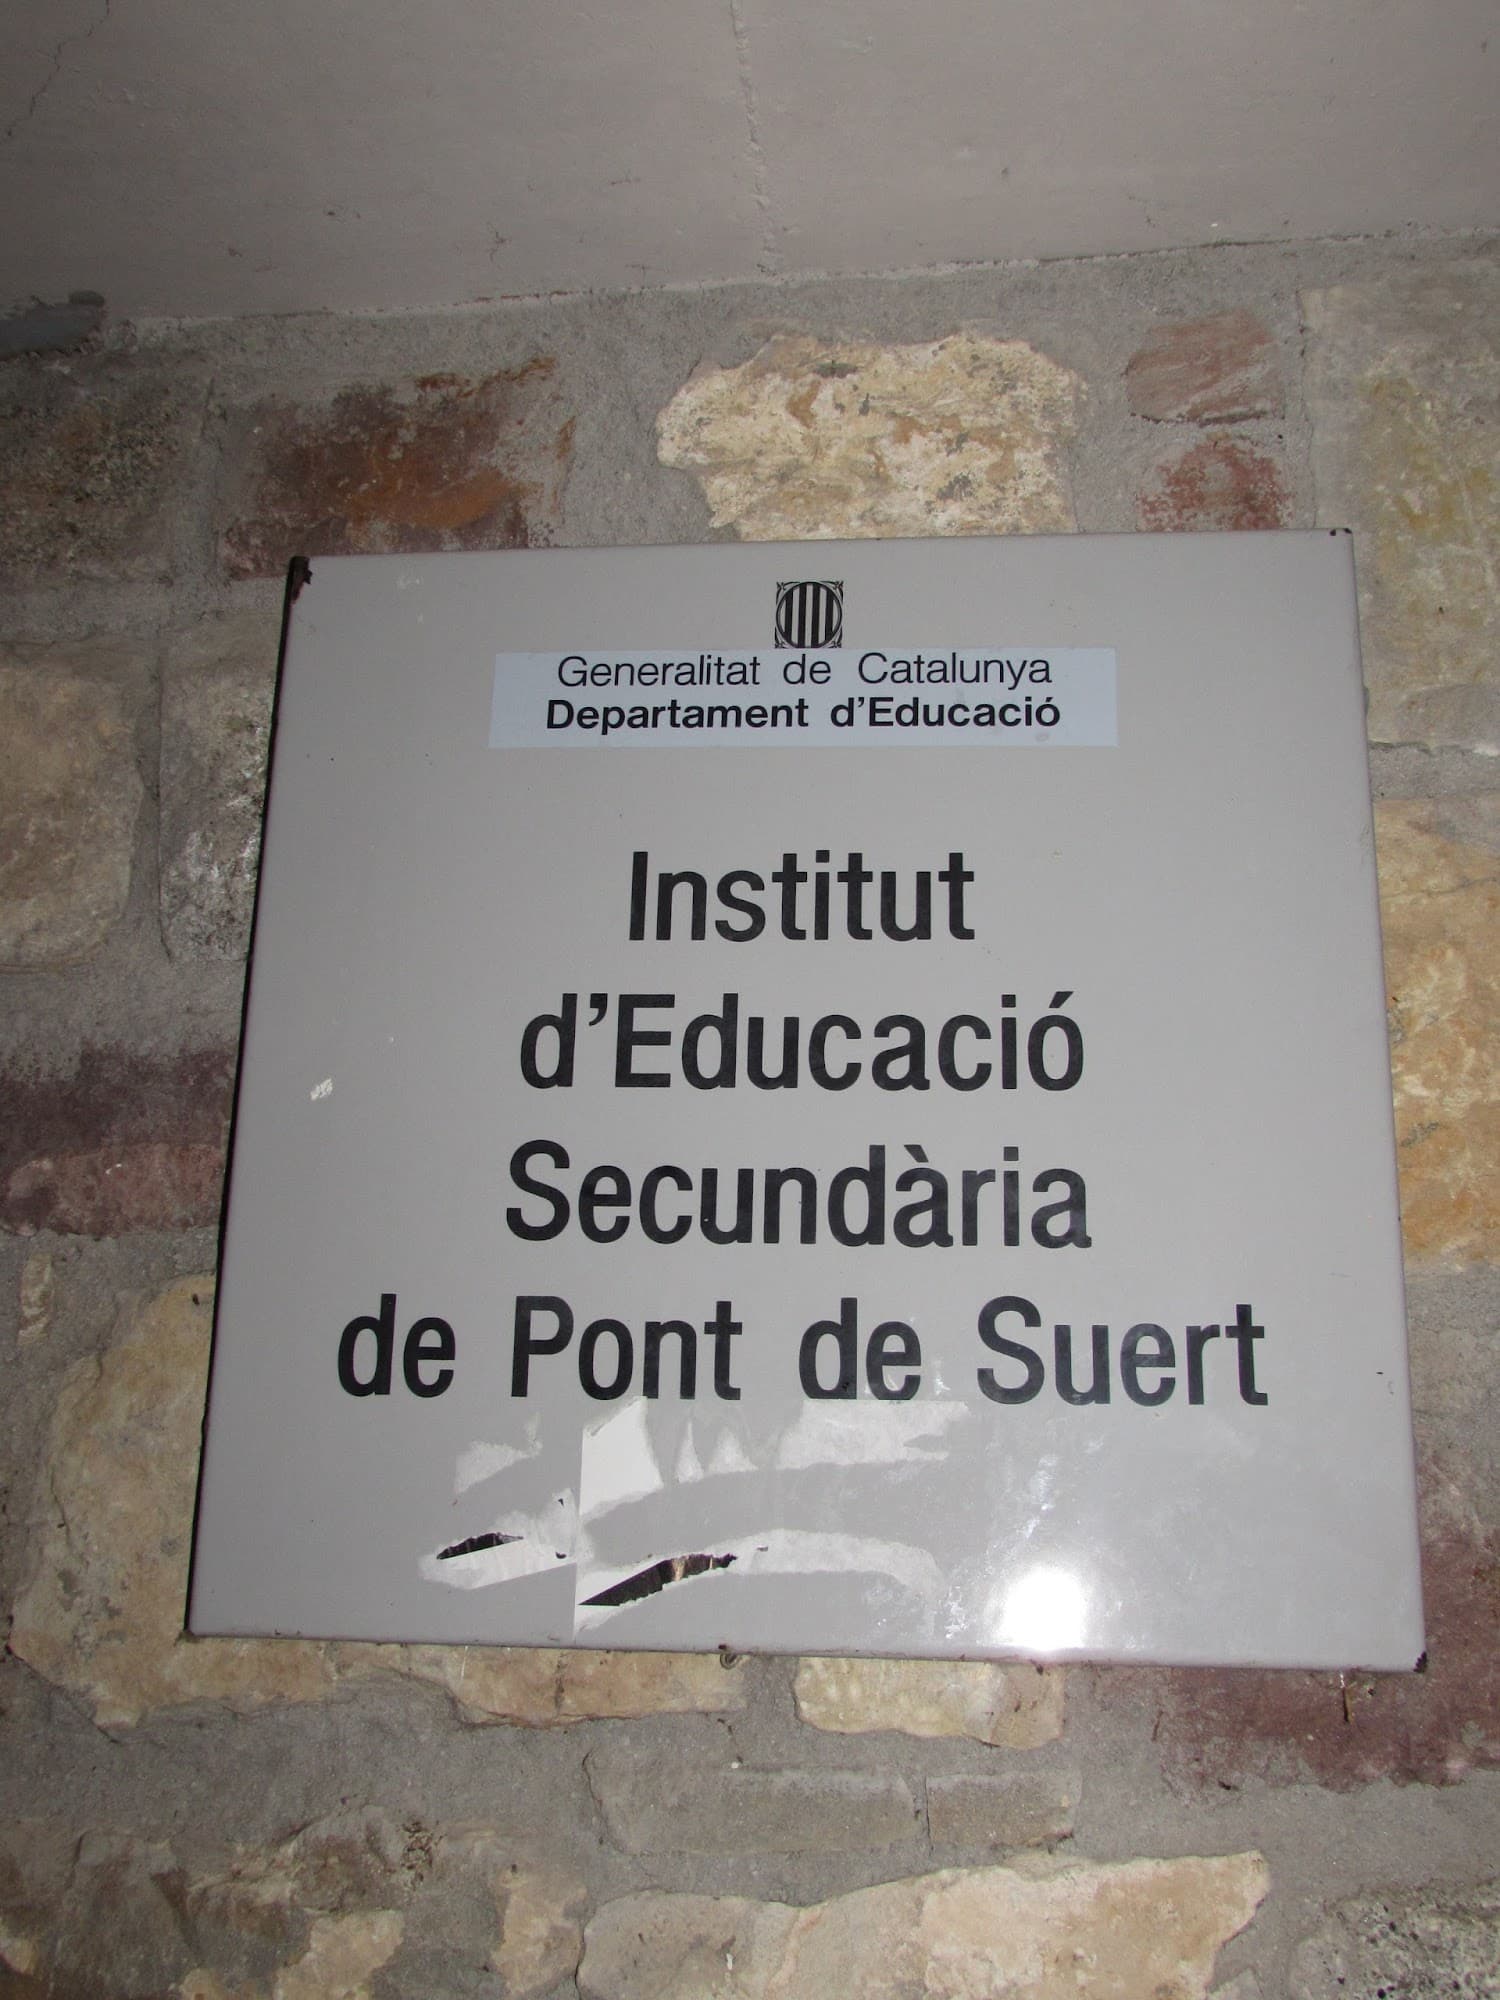 Generalitat de Catalunya
Departament d'Educació
Institut
d'Educació
Secundària
de Pont de Suert